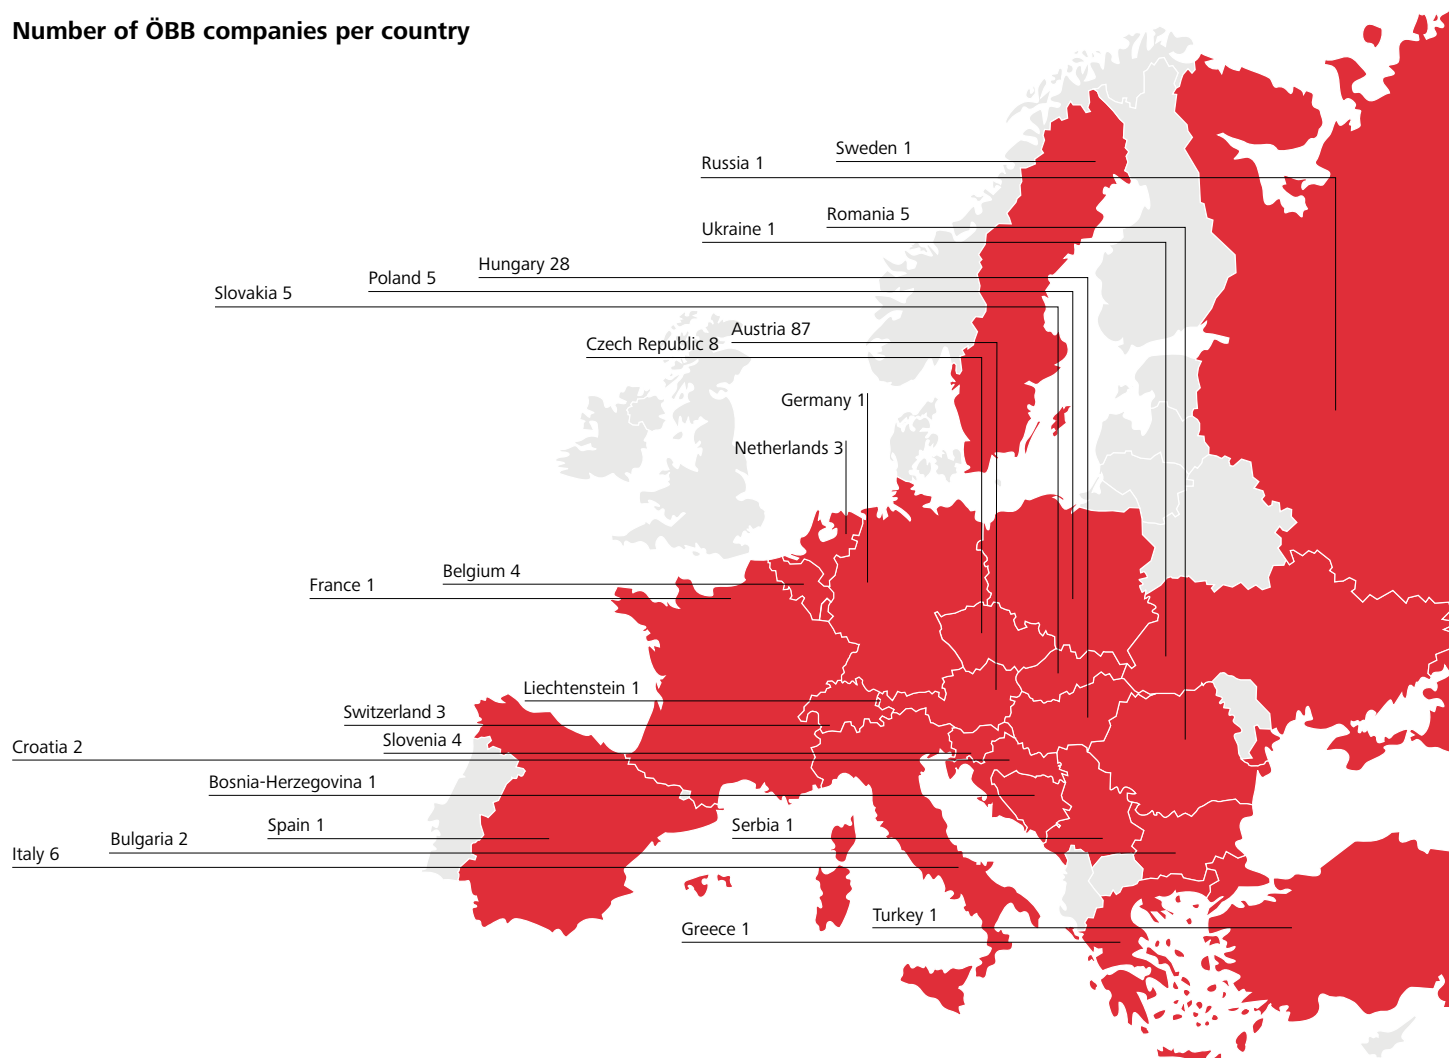 Number of ÖBB companies per country
Sweden 1
Russia 1
Romania 5
Ukraine 1
Hungary 28
Poland 5
Slovakia 5
Austria 87
Czech Republic 8
Germany 1
Netherlands 3
Belgium 4
France 1
Liechtenstein 1
Switzerland 3
Slovenia 4
Croatia 2
Bosnia-Herzegovina 1
Spain 1
Serbia 1
Bulgaria 2
Italy 6
Turkey 1
Greece 1